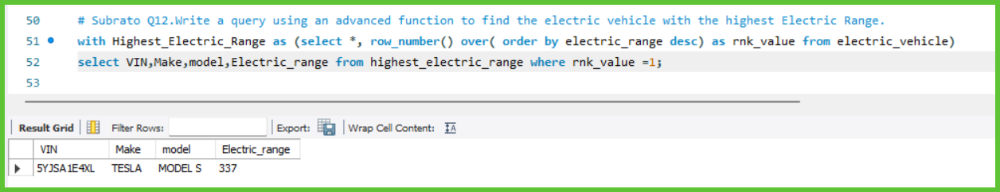 50 # Subrato Q12.Write a query using an advanced function to find the electric vehicle with the highest Electric Range.
51 with Highest_Electric_Range as (select *, row_number() over( order by electric_range desc) as rnk_value from electric_vehicle)
52 select VIN,Make,model,Electric_range from highest_electric_range where rnk_value =1;
53
Result Grid Filter Rows: Export: Wrap Cell Content: IA
VIN Make model Electric_range
5YJSA1E4XL TESLA MODEL S 337